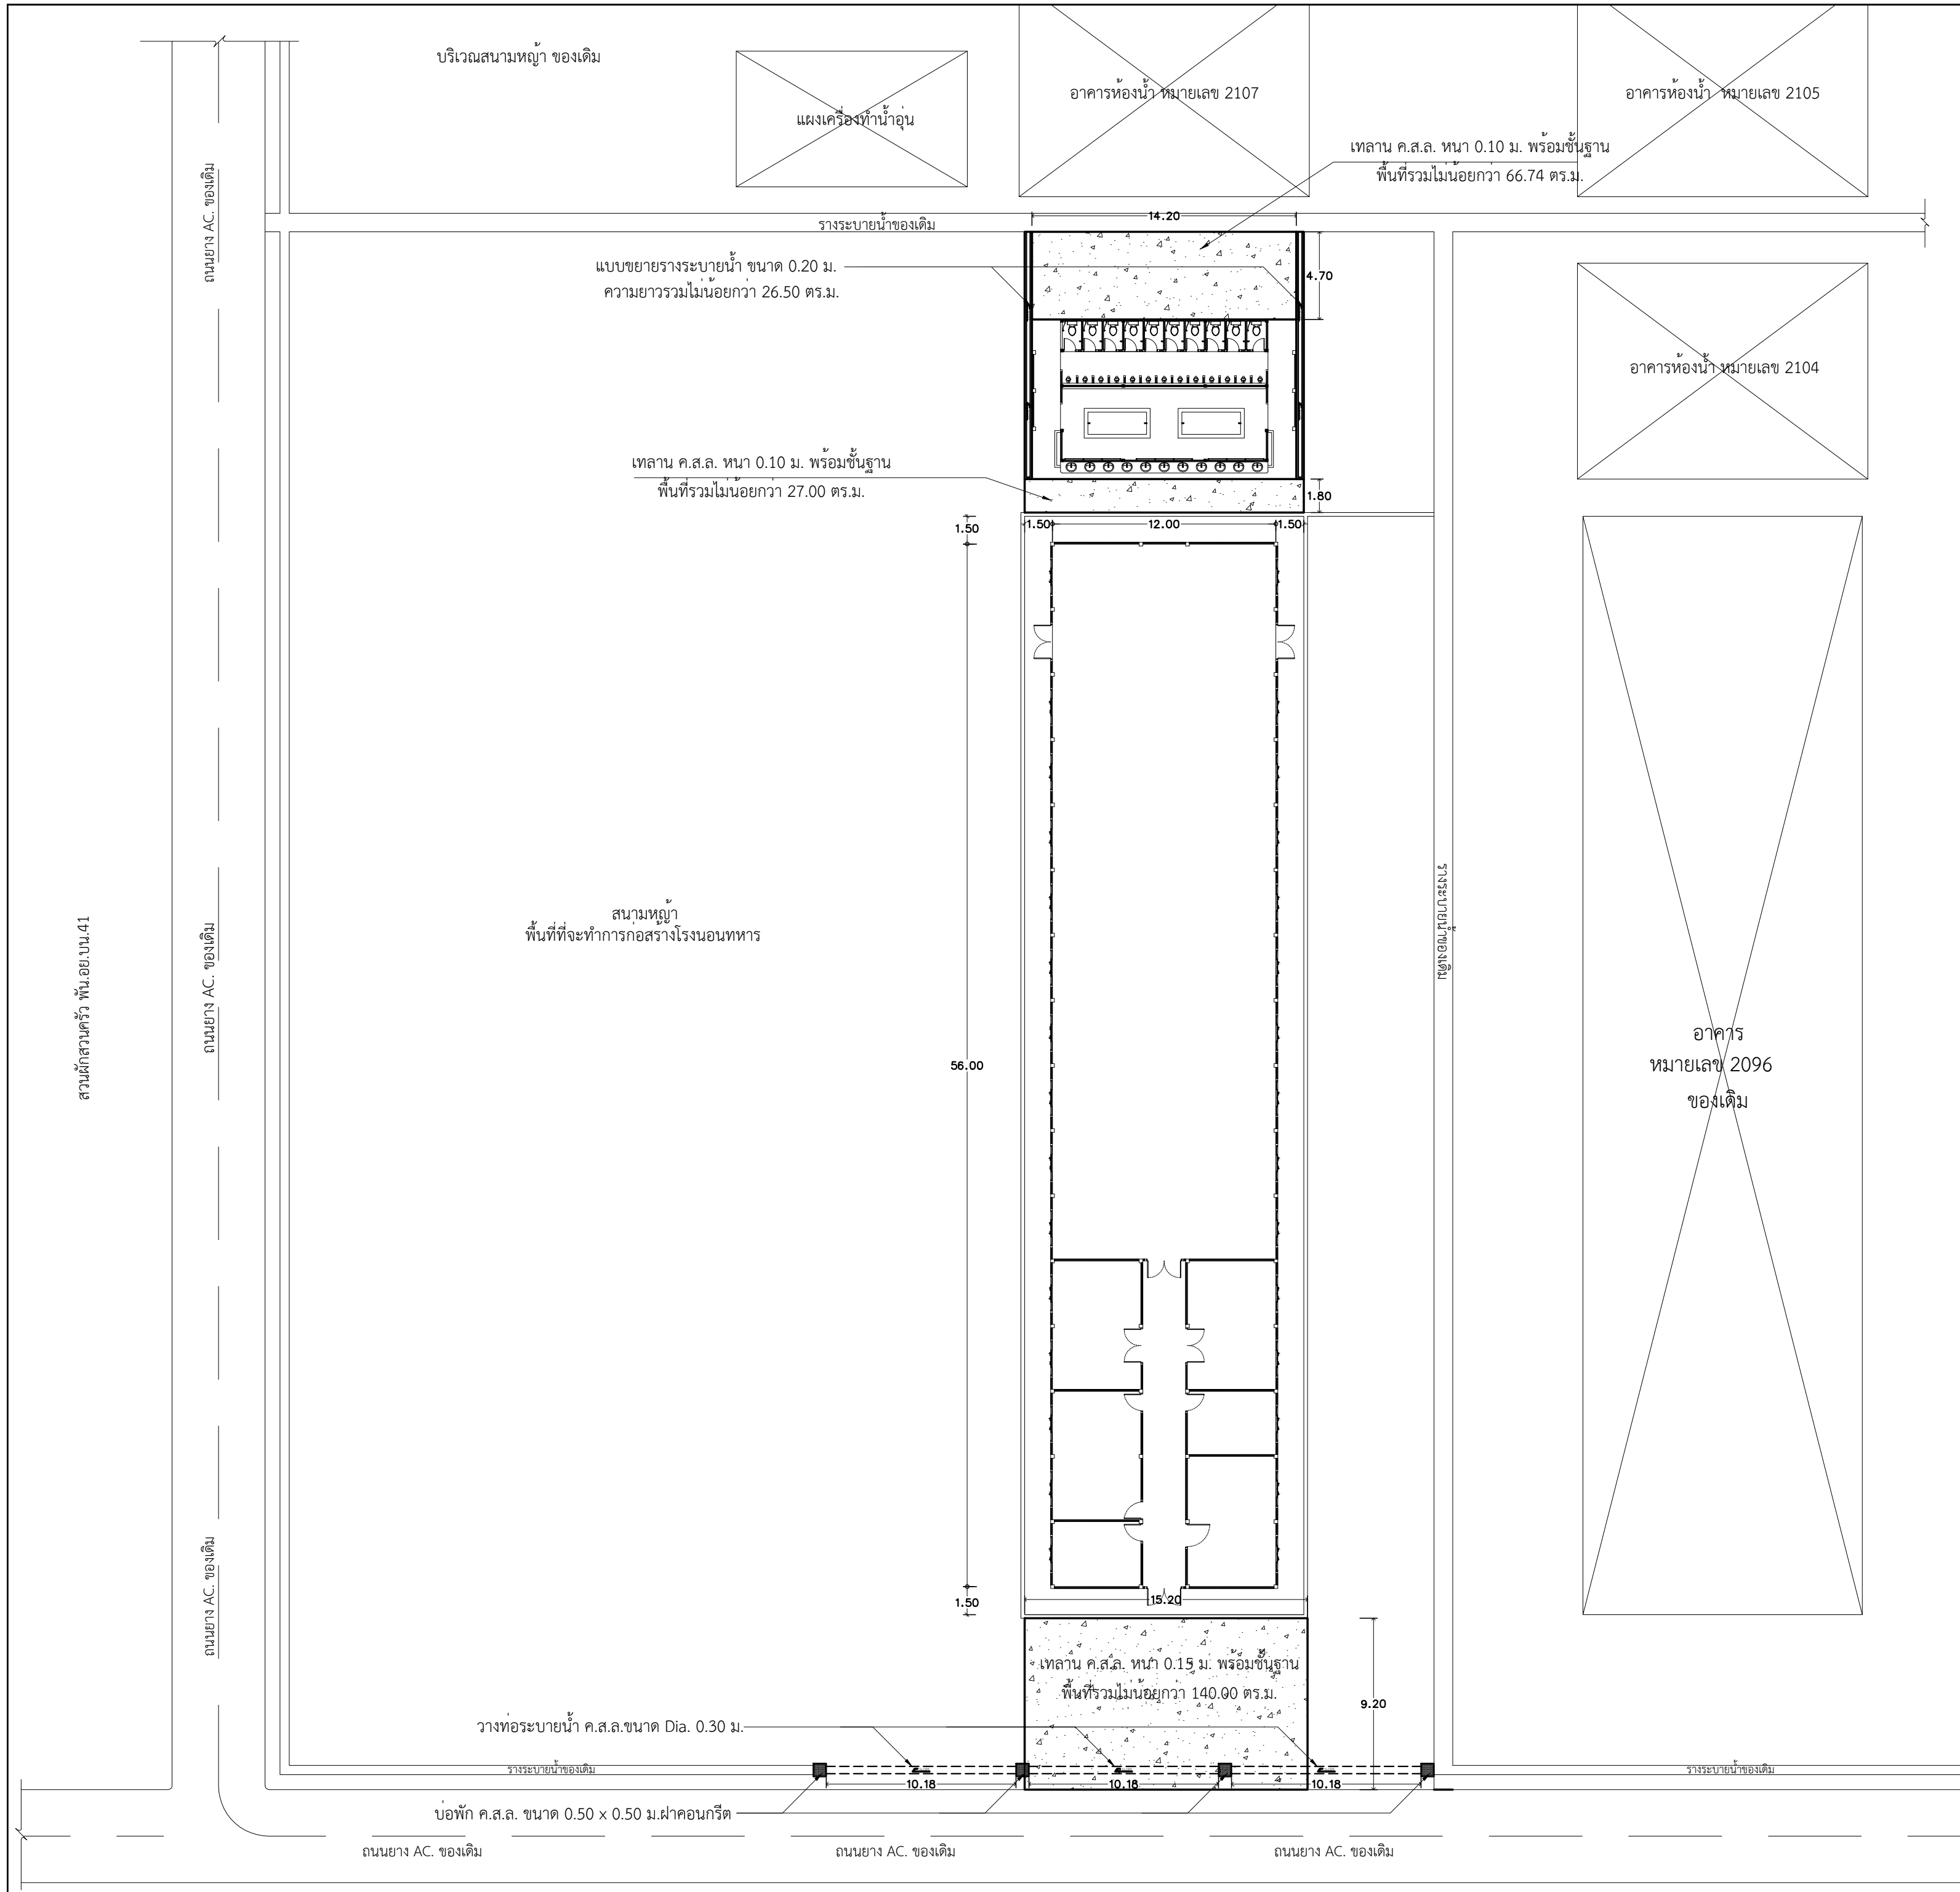 บริเวณสนามหญ้า ของเดิม
แผงเครื่องทำน้ำอุ่น
อาคารห้องน้ำ หมายเลข 2107
อาคารห้องน้ำ หมายเลข 2105
เทลาน ค.ส.ล. หนา 0.10 ม. พร้อมชั้นฐาน
พื้นที่รวมไม่น้อยกว่า 66.74 ตร.ม.
ถนนยาง AC. ของเดิม
รางระบายน้ำของเดิม
14.20
แบบขยายรางระบายน้ำ ขนาด 0.20 ม.
ความยาวรวมไม่น้อยกว่า 26.50 ตร.ม.
4.70
อาคารห้องน้ำ หมายเลข 2104
เทลาน ค.ส.ล. หนา 0.10 ม. พร้อมชั้นฐาน
พื้นที่รวมไม่น้อยกว่า 27.00 ตร.ม.
1.80
1.50
1.50
12.00
1.50
สนามหญ้า
พื้นที่ที่จะทำการก่อสร้างโรงนอนทหาร
สวนผักสวนครัว พัน.อย.บน.41
ถนนยาง AC. ของเดิม
รางระบายน้ำของเดิม
56.00
อาคาร
หมายเลข 2096
ของเดิม
ถนนยาง AC. ของเดิม
1.50
15.20
เทลาน ค.ส.ล. หนา 0.15 ม. พร้อมชั้นฐาน
พื้นที่รวมไม่น้อยกว่า 140.00 ตร.ม.
9.20
วางท่อระบายน้ำ ค.ส.ล.ขนาด Dia. 0.30 ม.
รางระบายน้ำของเดิม
10.18
10.18
10.18
รางระบายน้ำของเดิม
บ่อพัก ค.ส.ล. ขนาด 0.50 x 0.50 ม.ฝาคอนกรีต
ถนนยาง AC. ของเดิม
ถนนยาง AC. ของเดิม
ถนนยาง AC. ของเดิม